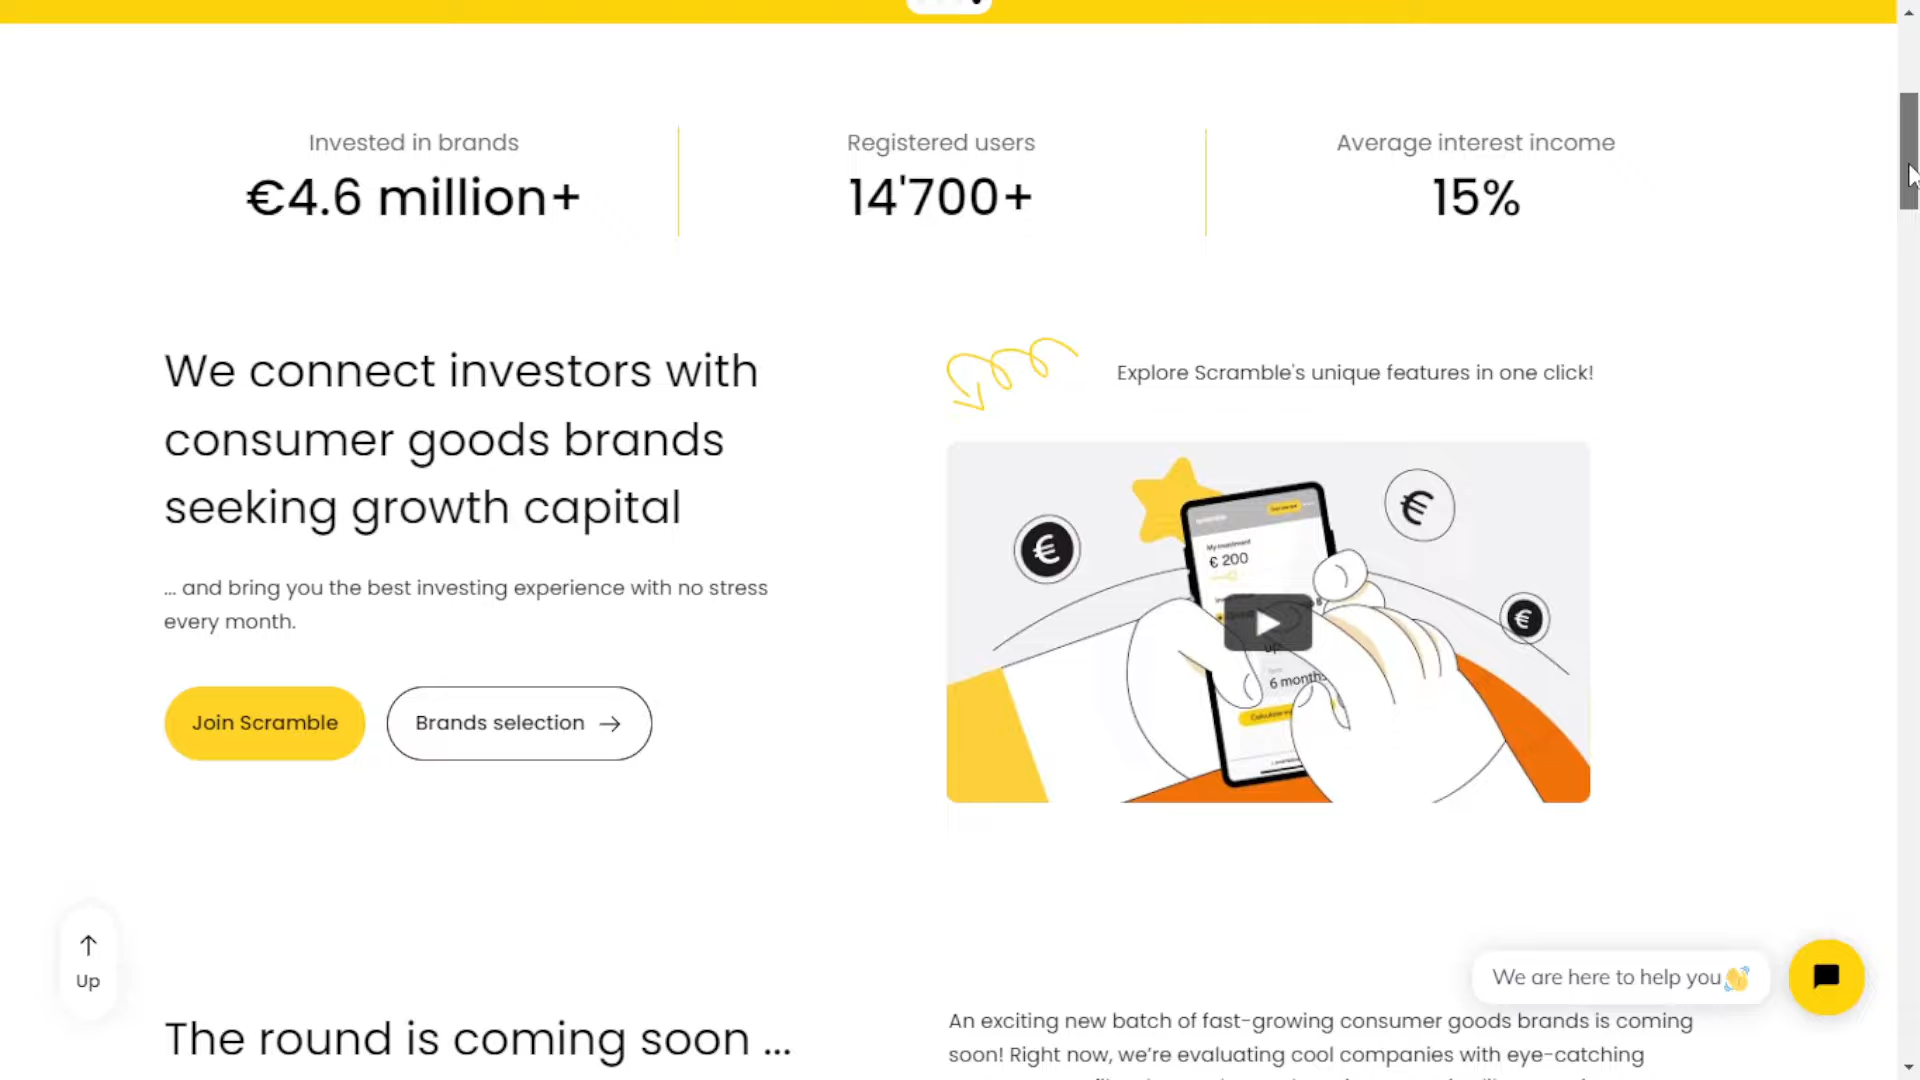 Invested in brands
€4.6 million+
Registered users
14'700+
Average interest income
15%
We connect investors with
consumer goods brands
seeking growth capital
... and bring you the best investing experience with no stress
every month.
Join Scramble
Brands selection
Explore Scramble's unique features in one click!
My investment
€ 200
up
6 months
Up
We are here to help you
The round is coming soon ...
An exciting new batch of fast-growing consumer goods brands is coming
soon! Right now, we're evaluating cool companies with eye-catching